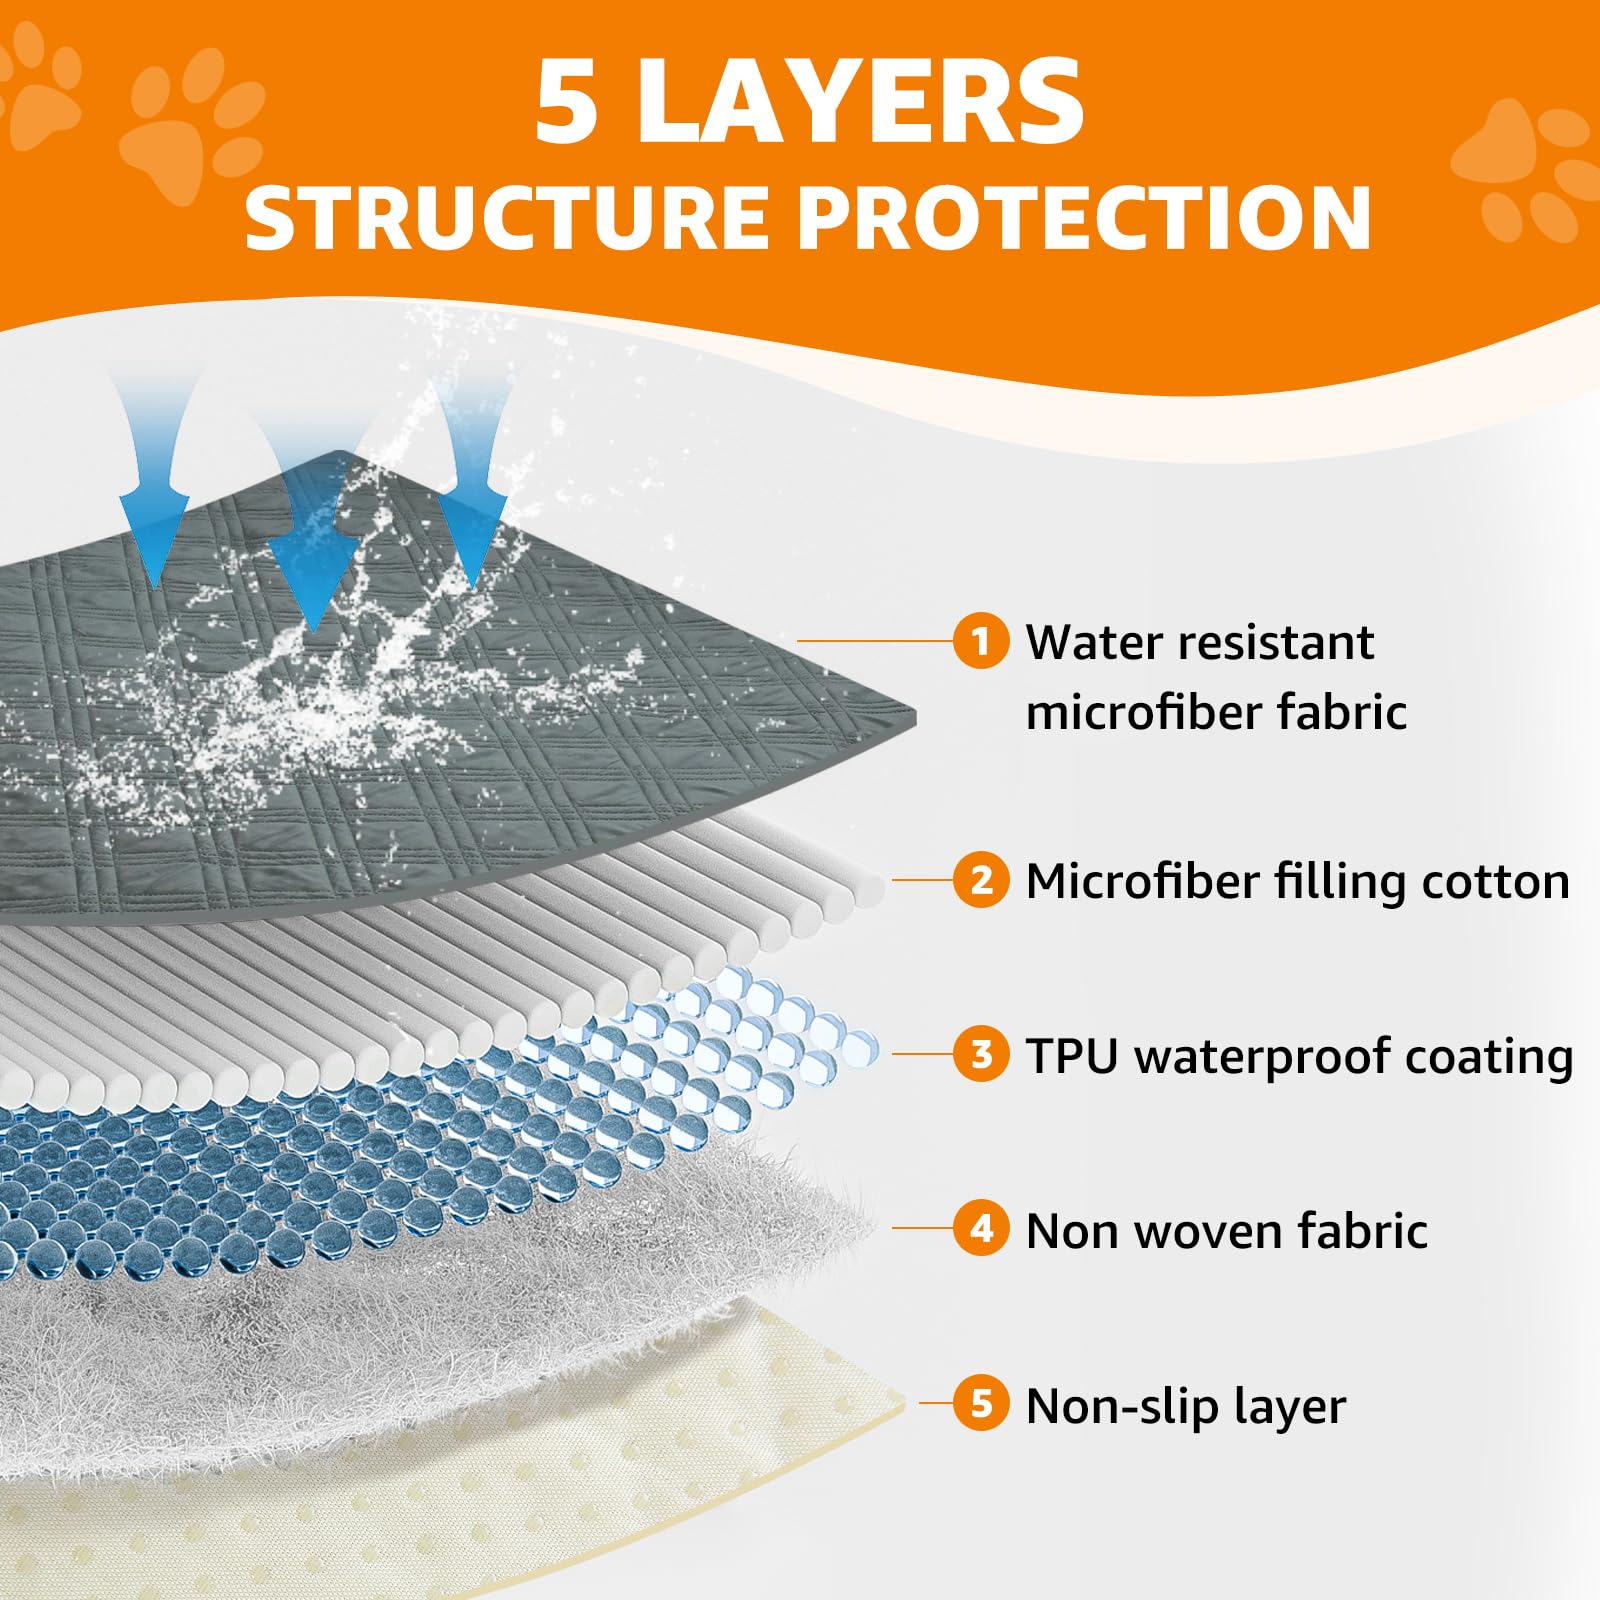 5 LAYERS
STRUCTURE PROTECTION
1 Water resistant
microfiber fabric
2 Microfiber filling cotton
3 TPU waterproof coating
4 Non woven fabric
5 Non-slip layer